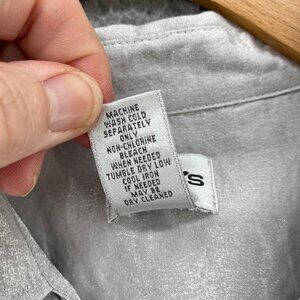 MACHINE
WASH COLD
SEPARATELY
ONLY
NON-CHLORINE
BLEACH
WHEN NEEDED
TUMBLE DRY LOW
COOL IRON
IF NEEDED
MAY BE
DRY CLEANED
'S